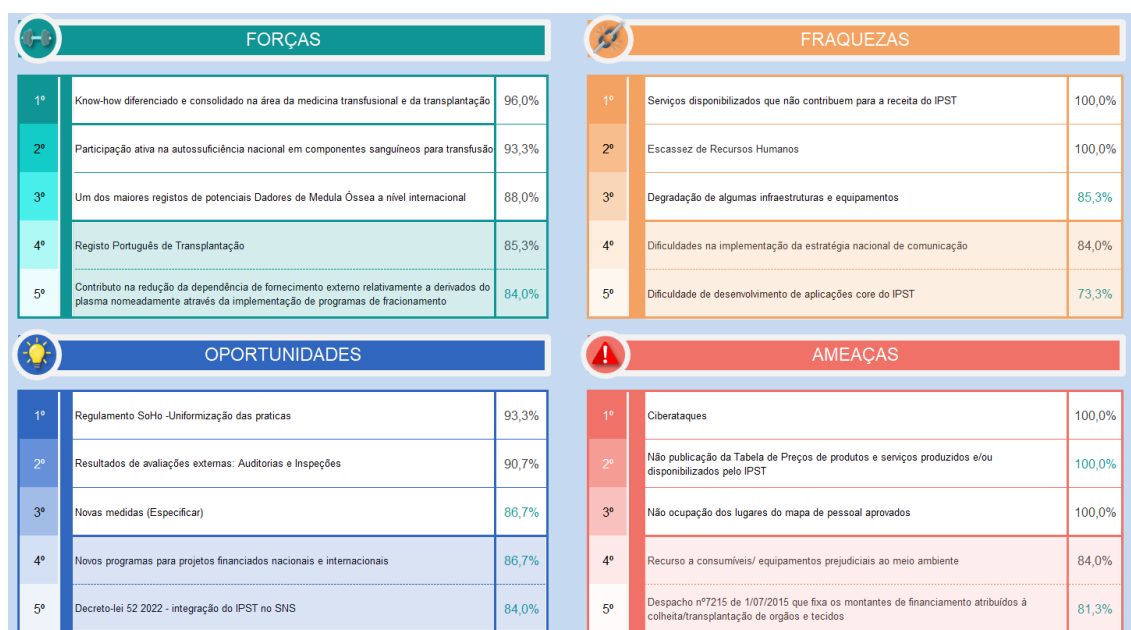 FORÇAS
1º Know-how diferenciado e consolidado na área da medicina transfusional e da transplantação 96,0%
2º Participação ativa na autossuficiência nacional em componentes sanguíneos para transfusão 93,3%
3º Um dos maiores registos de potenciais Dadores de Medula Óssea a nível internacional 88,0%
4º Registo Português de Transplantação 85,3%
5º Contributo na redução da dependência de fornecimento externo relativamente a derivados do
plasma nomeadamente através da implementação de programas de fracionamento 84,0%
FRAQUEZAS
1º Serviços disponibilizados que não contribuem para a receita do IPST 100,0%
2º Escassez de Recursos Humanos 100,0%
3º Degradação de algumas infraestruturas e equipamentos 85,3%
4º Dificuldades na implementação da estratégia nacional de comunicação 84,0%
5º Dificuldade de desenvolvimento de aplicações core do IPST 73,3%
OPORTUNIDADES
1º Regulamento SoHo -Uniformização das praticas 93,3%
2º Resultados de avaliações externas: Auditorias e Inspeções 90,7%
3º Novas medidas (Especificar) 86,7%
4º Novos programas para projetos financiados nacionais e internacionais 86,7%
5º Decreto-lei 52 2022 - integração do IPST no SNS 84,0%
AMEAÇAS
1º Ciberataques 100,0%
2º Não publicação da Tabela de Preços de produtos e serviços produzidos e/ou
disponibilizados pelo IPST 100,0%
3º Não ocupação dos lugares do mapa de pessoal aprovados 100,0%
4º Recurso a consumíveis/ equipamentos prejudiciais ao meio ambiente 84,0%
5º Despacho nº7215 de 1/07/2015 que fixa os montantes de financiamento atribuídos à
colheita/transplantação de orgãos e tecidos 81,3%